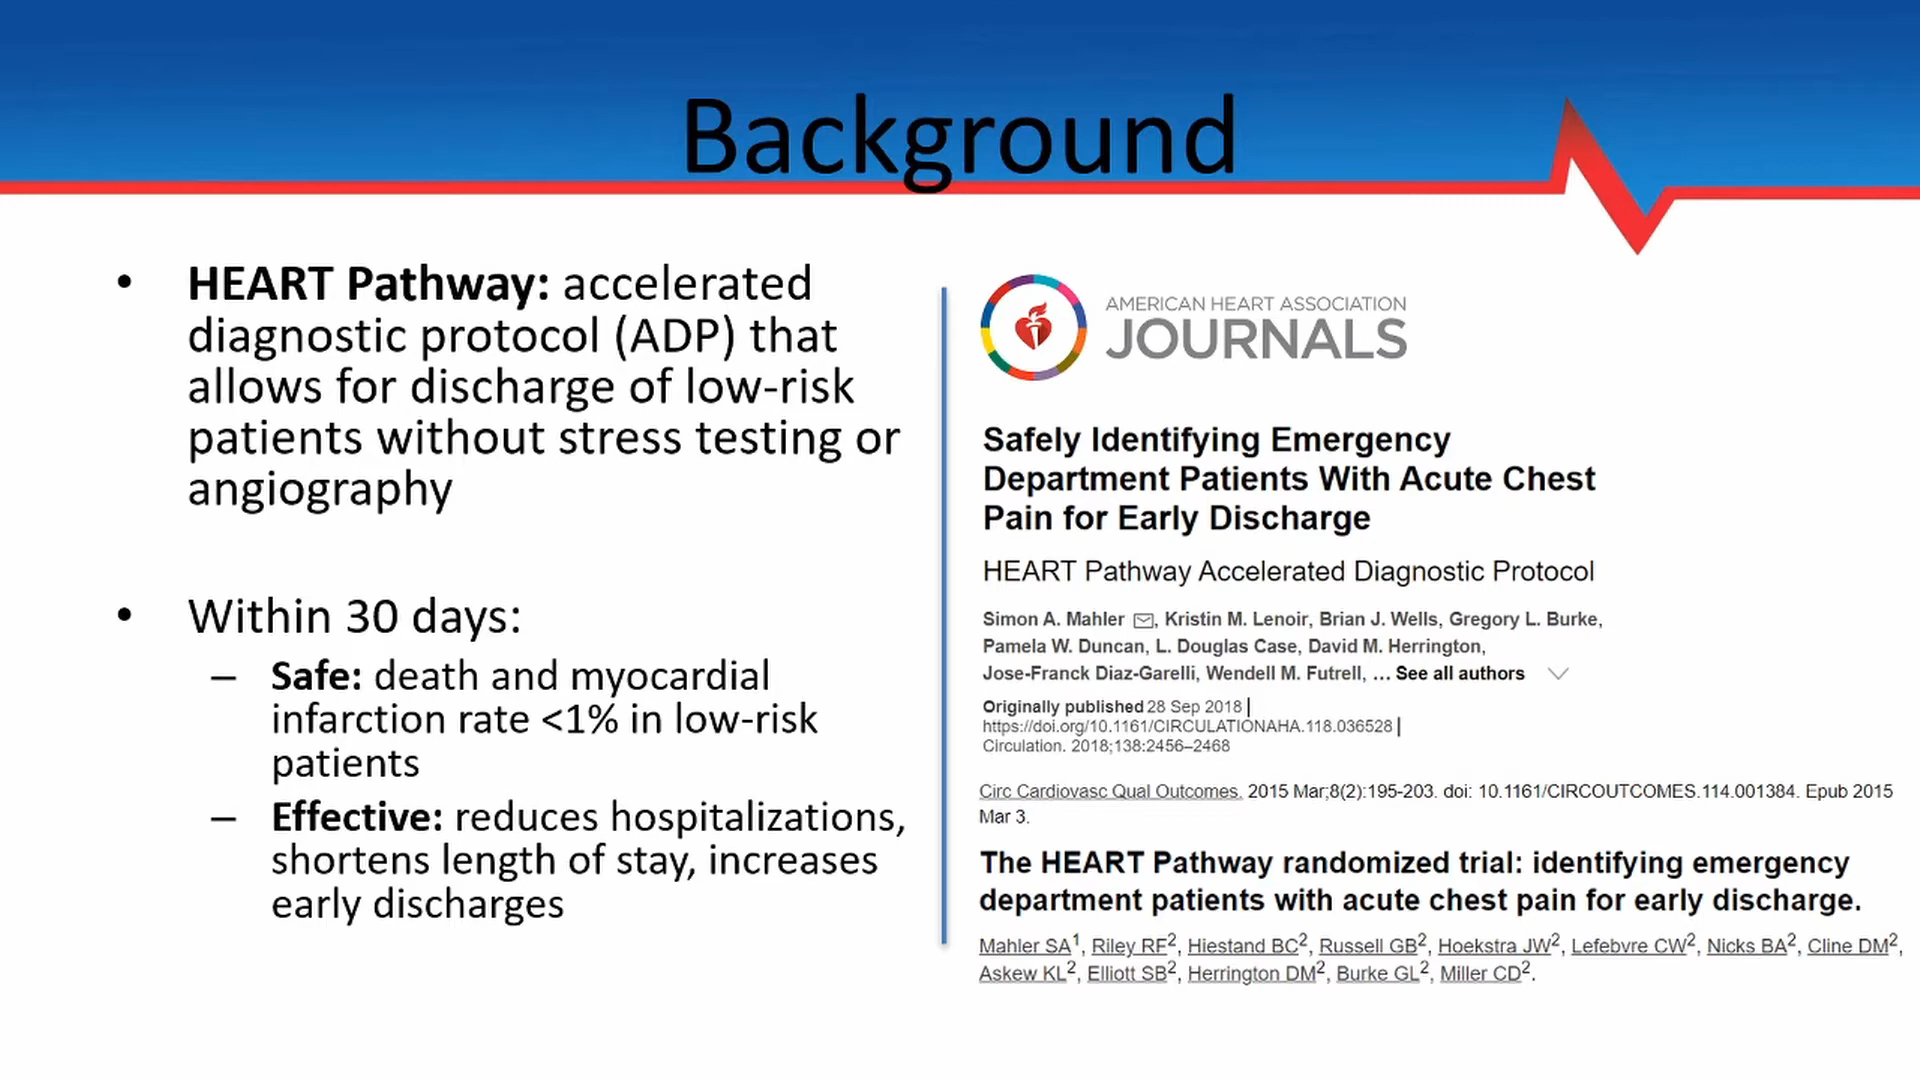 Background
• HEART Pathway: accelerated
diagnostic protocol (ADP) that
allows for discharge of low-risk
patients without stress testing or
angiography
• Within 30 days:
– Safe: death and myocardial
infarction rate <1% in low-risk
patients
– Effective: reduces hospitalizations,
shortens length of stay, increases
early discharges
AMERICAN HEART ASSOCIATION
JOURNALS
Safely Identifying Emergency
Department Patients With Acute Chest
Pain for Early Discharge
HEART Pathway Accelerated Diagnostic Protocol
Simon A. Mahler, Kristin M. Lenoir, Brian J. Wells, Gregory L. Burke,
Pamela W. Duncan, L. Douglas Case, David M. Herrington,
Jose-Franck Diaz-Garelli, Wendell M. Futrell, … See all authors
Originally published 28 Sep 2018 |
https://doi.org/10.1161/CIRCULATIONAHA.118.036528 |
Circulation. 2018;138:2456–2468
Circ Cardiovasc Qual Outcomes. 2015 Mar;8(2):195-203. doi: 10.1161/CIRCOUTCOMES.114.001384. Epub 2015
Mar 3.
The HEART Pathway randomized trial: identifying emergency
department patients with acute chest pain for early discharge.
Mahler SA1, Riley RF2, Hiestand BC2, Russell GB2, Hoekstra JW2, Lefebvre CW2, Nicks BA2, Cline DM2,
Askew KL2, Elliott SB2, Herrington DM2, Burke GL2, Miller CD2.